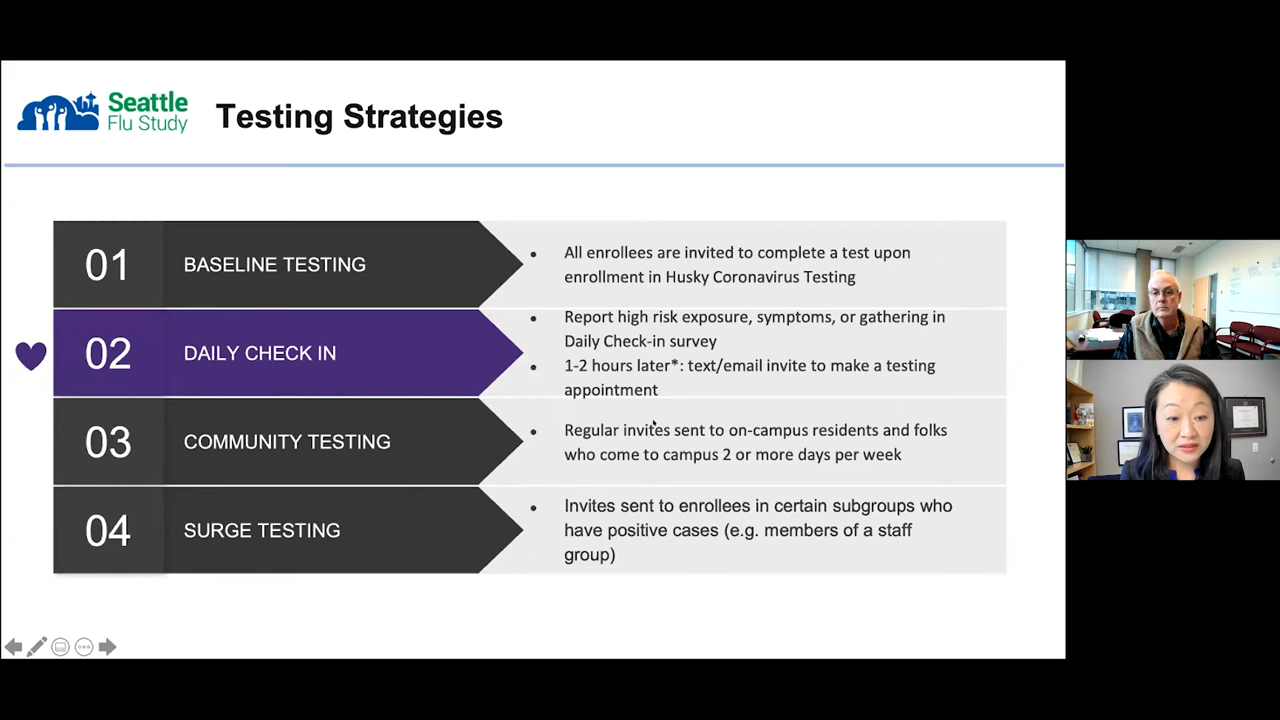 Seattle
Flu Study
Testing Strategies
01
BASELINE TESTING
• All enrollees are invited to complete a test upon
enrollment in Husky Coronavirus Testing
02
DAILY CHECK IN
• Report high risk exposure, symptoms, or gathering in
Daily Check-in survey
• 1-2 hours later*: text/email invite to make a testing
appointment
03
COMMUNITY TESTING
• Regular invites sent to on-campus residents and folks
who come to campus 2 or more days per week
04
SURGE TESTING
• Invites sent to enrollees in certain subgroups who
have positive cases (e.g. members of a staff
group)